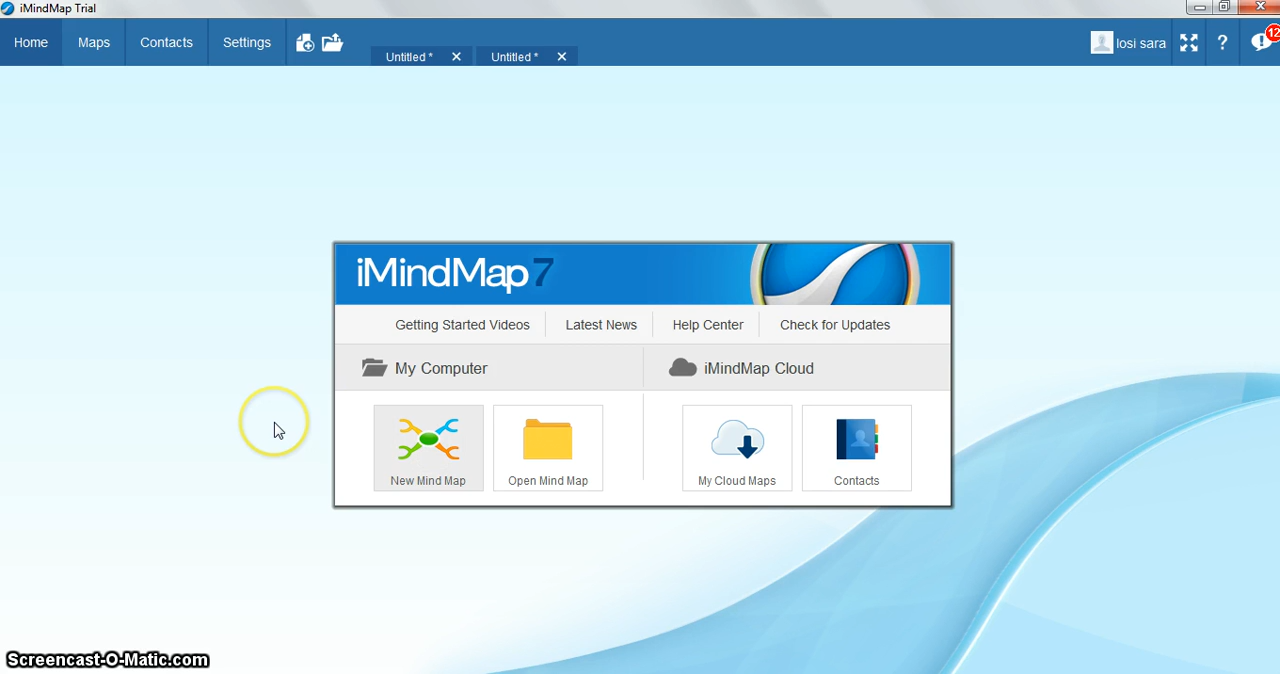 iMindMap Trial
Home Maps Contacts Settings Untitled * Untitled * losi sara ? 12
iMindMap 7
Getting Started Videos Latest News Help Center Check for Updates
My Computer iMindMap Cloud
New Mind Map Open Mind Map My Cloud Maps Contacts
Screencast-O-Matic.com